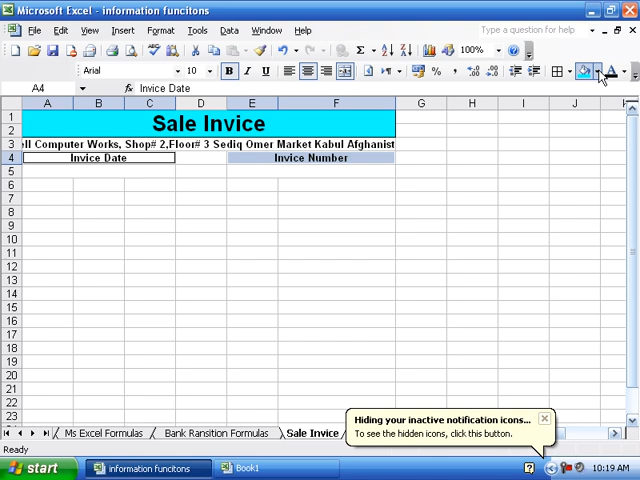 Microsoft Excel - information funcitons
File Edit View Insert Format Tools Data Window Help
Type a question for help
Σ 100%
Arial 10 B I U % ,
A4 fx Invice Date
A B C D E F G H I J K
1 Sale Invice
2
3 ell Computer Works, Shop# 2,Floor# 3 Sediq Omer Market Kabul Afghanist
4 Invice Date Invice Number
5
6
7
8
9
10
11
12
13
14
15
16
17
18
19
20
21
22
23
Hiding your inactive notification icons...
To see the hidden icons, click this button.
Ms Excel Formulas Bank Ransition Formulas Sale Invice
Ready
start information funcitons Book1 10:19 AM